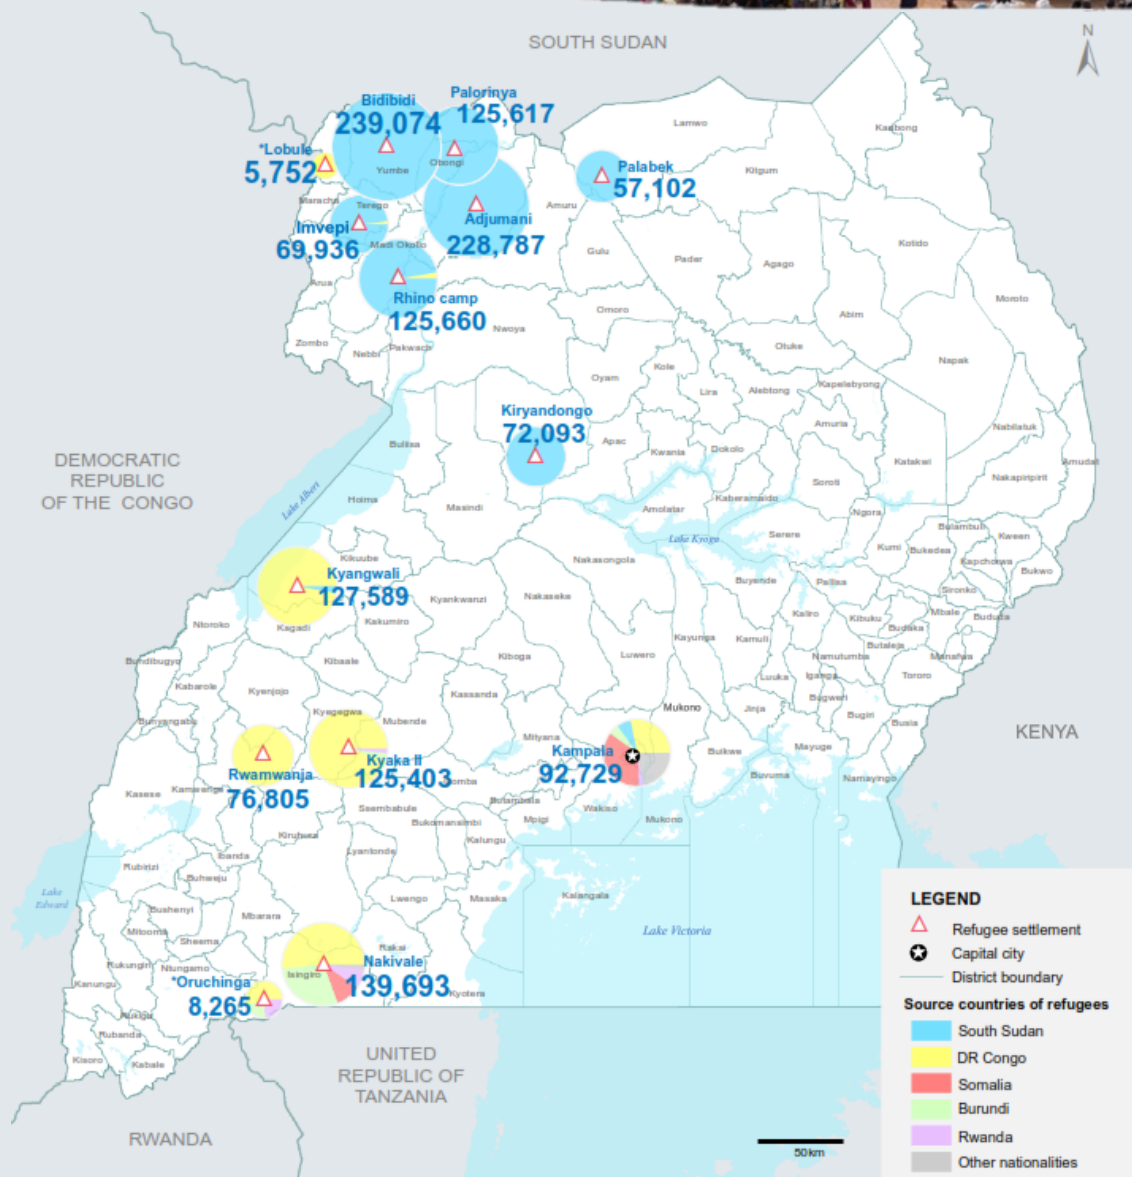 N
SOUTH SUDAN
Bidibidi
239,074
Palorinya
125,617
Lamwo
Kaabong
*Lobule
5,752
Yumbe
Obongi
Palabek
57,102
Kitgum
Maracha
Terego
Adjumani
228,787
Amuru
Imvepi
69,936
Madi Okollo
Gulu
Pader
Agago
Kotido
Arua
Rhino camp
125,660
Omoro
Abim
Moroto
Zombo
Nebbi
Pakwach
Nwoya
Otuke
Napak
Oyam
Kole
Lira
Alebtong
Kapelebyong
Kiryandongo
72,093
Apac
Kwania
Dokolo
Amuria
Nabilatuk
Amudat
Buliisa
Katakwi
Nakapiripirit
DEMOCRATIC
REPUBLIC
OF THE CONGO
Lake Albert
Hoima
Masindi
Amolatar
Kaberamaido
Soroti
Ngora
Lake Kyoga
Serere
Kumi
Bukedea
Bulambuli
Kween
Kapchorwa
Bukwo
Kikuube
Kyangwali
127,589
Nakasongola
Buyende
Pallisa
Sironko
Kagadi
Kakumiro
Kyankwanzi
Nakaseke
Kaliro
Kibuku
Mbale
Bududa
Budaka
Ntoroko
Kayunga
Kamuli
Butaleja
Namutumba
Manafwa
Bundibugyo
Kibaale
Kiboga
Luwero
Luuka
Iganga
Tororo
Kabarole
Kyenjojo
Kassanda
Bugweri
Bunyangabu
Kyegegwa
Mubende
Mukono
Jinja
Bugiri
Busia
Mityana
KENYA
Kampala
92,729
Buikwe
Mayuge
Rwamwanja
76,805
Kyaka II
125,403
omba
Buvuma
Namayingo
Kasese
Kamwenge
Ssembabule
Butambala
Wakiso
Mpigi
Mukono
Bukomansimbi
Kiruhura
Kalungu
Ibanda
Lyantonde
Rubirizi
Buhweju
Lake
Edward
Lwengo
Masaka
Kalangala
Bushenyi
Mbarara
Mitooma
Sheema
Rakai
Lake Victoria
Rukungiri
Ntungamo
Isingiro
Nakivale
139,693
Kanungu
*Oruchinga
8,265
Kyotera
Rukiga
Rubanda
Kisoro
Kabale
UNITED
REPUBLIC OF
TANZANIA
RWANDA
50km
LEGEND
Refugee settlement
Capital city
District boundary
Source countries of refugees
South Sudan
DR Congo
Somalia
Burundi
Rwanda
Other nationalities